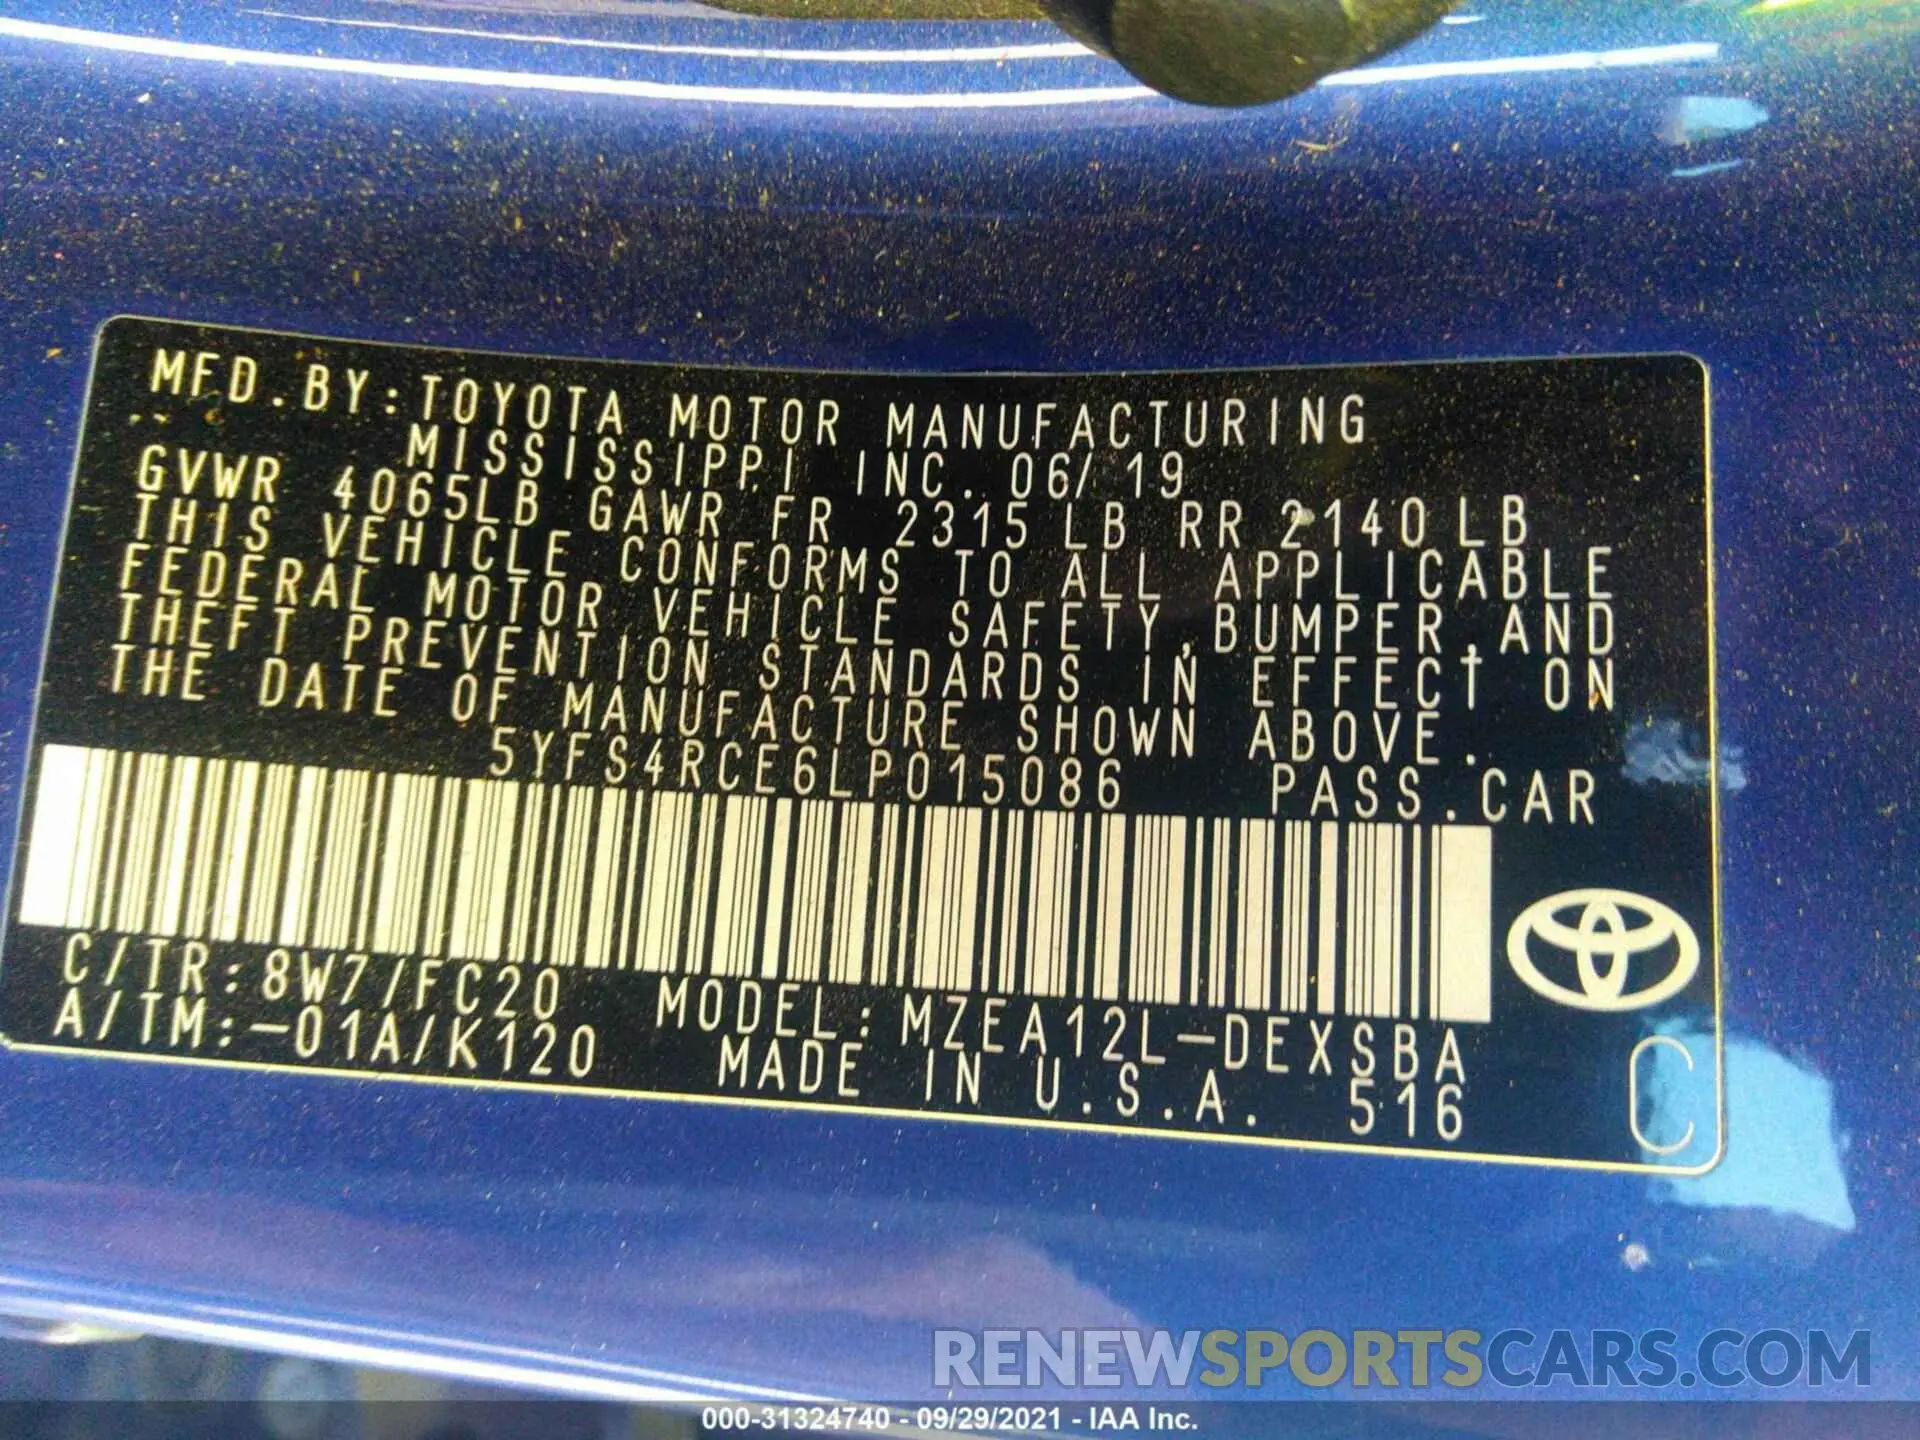 MFD.BY:TOYOTA MOTOR MANUFACTURING
MISSISSIPPI INC. 06/19
GVWR 4065LB GAWR FR 2315LB RR 2140LB
THIS VEHICLE CONFORMS TO ALL APPLICABLE
FEDERAL MOTOR VEHICLE SAFETY,BUMPER,AND
THEFT PREVENTION STANDARDS IN EFFECT ON
THE DATE OF MANUFACTURE SHOWN ABOVE.
5YFS4RCE6LP015086 PASS.CAR
C/TR:8W7/FC20 MODEL:MZEA12L-DEXSBA
A/TM:-01A/K120 MADE IN U.S.A. 516
C
RENEWSPORTSCARS.COM
000-31324740 - 09/29/2021 - IAA Inc.